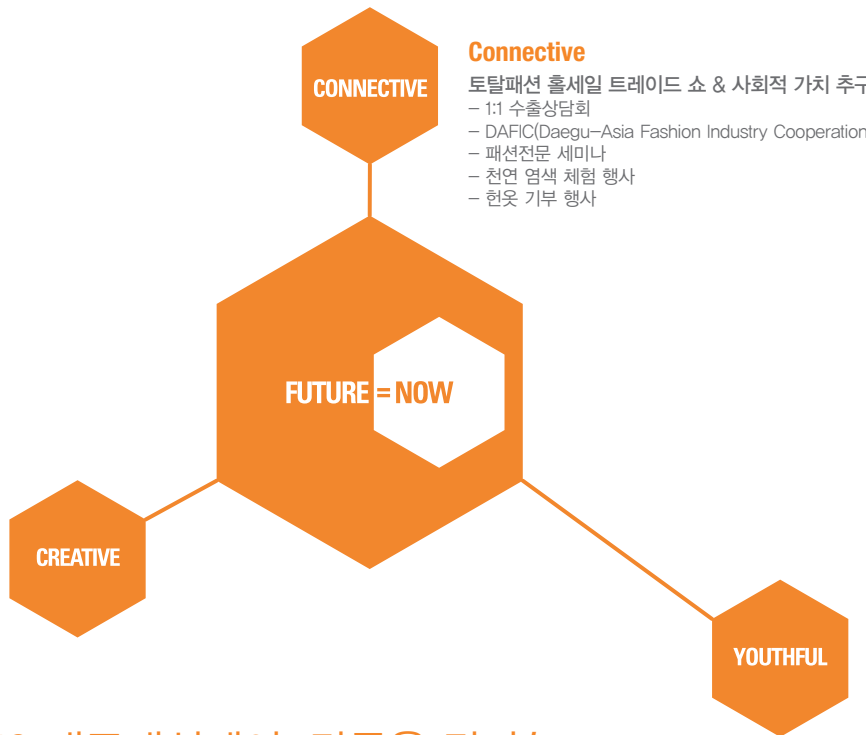 CONNECTIVE
Connective
토탈패션 홀세일 트레이드 쇼 & 사회적 가치 추구
- 1:1 수출상담회
- DAFIC(Daegu-Asia Fashion Industry Cooperation
- 패션전문 세미나
- 천연 염색 체험 행사
- 헌옷 기부 행사
FUTURE = NOW
CREATIVE
YOUTHFUL